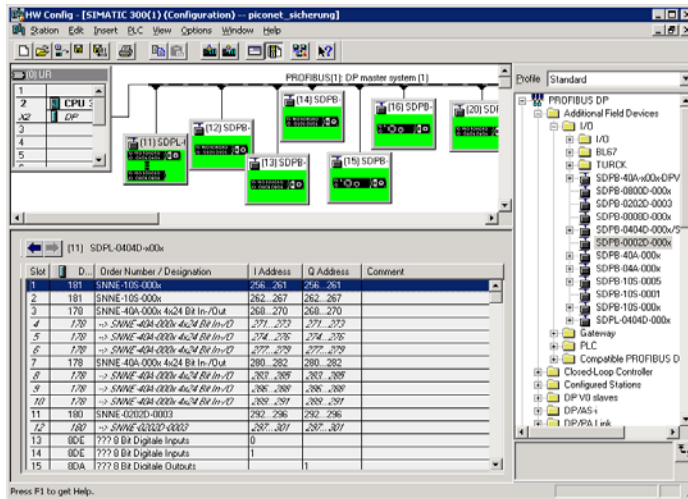 HW Config - [SIMATIC 300(1) (Configuration) -- piconet_sicherung]
Station Edit Insert PLC View Options Window Help
(0) UR
1
2 CPU 3
X2 DP
3
4
5
PROFIBUS(1): DP master system (1)
(14) SDPB-
(16) SDPB-
(20) SDP
(12) SDPB-
(11) SDPL-
(13) SDPB-
(15) SDPB-
Profile Standard
PROFIBUS DP
Additional Field Devices
I/O
I/O
BL67
TURCK
SDPB-40A-x00x-DPV
SDPB-0800D-000x
SDPB-0202D-0003
SDPB-0008D-000x
SDPB-0404D-000x/S
SDPB-0002D-000x
SDPB-40A-000x
SDPB-04A-000x
SDPB-10S-0005
SDPB-10S-0001
SDPB-10S-000x
SDPL-0404D-000x
Gateway
PLC
Compatible PROFIBUS D
Closed-Loop Controller
Configured Stations
DP V0 slaves
DP/AS-i
DP/PA Link
(11) SDPL-0404D-x00x
Slot D... Order Number / Designation I Address Q Address Comment
1 181 SNNE-10S-000x 256...261 256...261
2 181 SNNE-10S-000x 262...267 262...267
3 178 SNNE-40A-000x 4x24 Bit In-/Out 268...270 268...270
4 178 --> SNNE-40A-000x 4x24 Bit In-/O 271...273 271...273
5 178 --> SNNE-40A-000x 4x24 Bit In-/O 274...276 274...276
6 178 --> SNNE-40A-000x 4x24 Bit In-/O 277...279 277...279
7 178 SNNE-40A-000x 4x24 Bit In-/Out 280...282 280...282
8 178 --> SNNE-40A-000x 4x24 Bit In-/O 283...285 283...285
9 178 --> SNNE-40A-000x 4x24 Bit In-/O 286...288 286...288
10 178 --> SNNE-40A-000x 4x24 Bit In-/O 289...291 289...291
11 180 SNNE-0202D-0003 292...296 292...296
12 180 --> SNNE-0202D-0003 297...301 297...301
13 8DE ??? 8 Bit Digitale Inputs 0
14 8DE ??? 8 Bit Digitale Inputs 1
15 8DA ??? 8 Bit Digitale Outputs 1
Press F1 to get Help.